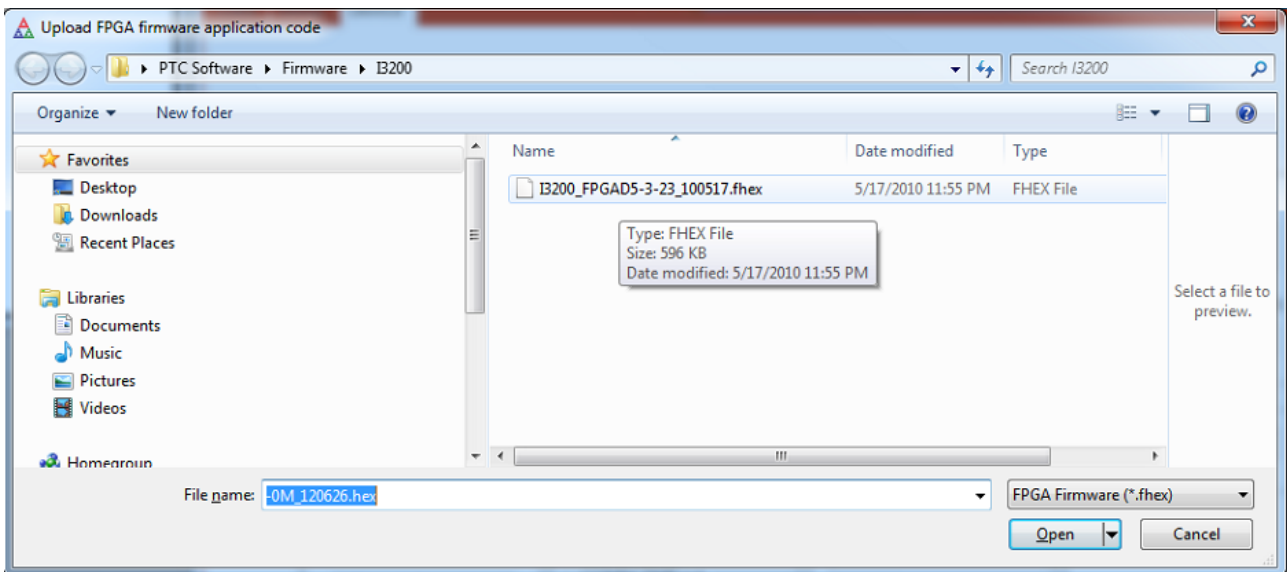 Upload FPGA firmware application code
PTC Software Firmware I3200
Search I3200
Organize New folder
Favorites
Desktop
Downloads
Recent Places
Libraries
Documents
Music
Pictures
Videos
Homegroup
Name Date modified Type
I3200_FPGAD5-3-23_100517.fhex 5/17/2010 11:55 PM FHEX File
Type: FHEX File
Size: 596 KB
Date modified: 5/17/2010 11:55 PM
Select a file to
preview.
File name: -0M_120626.hex FPGA Firmware (*.fhex)
Open Cancel